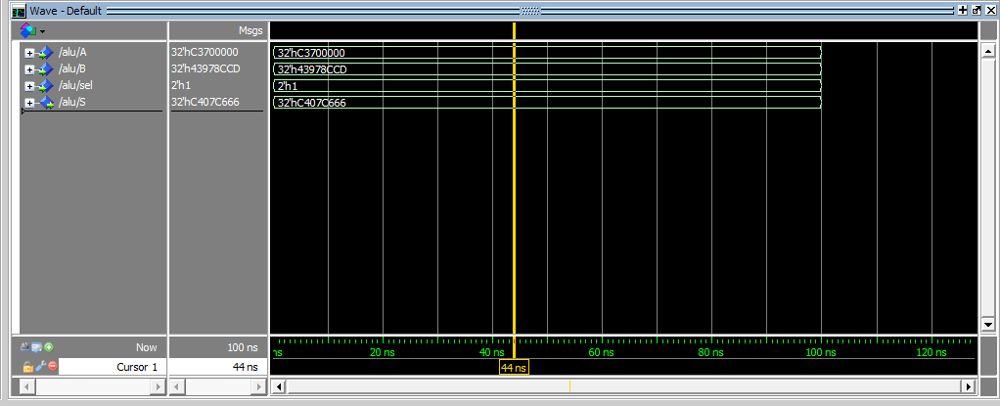 Wave - Default
Msgs
/alu/A 32'hC3700000 32'hC3700000
/alu/B 32'h43978CCD 32'h43978CCD
/alu/sel 2'h1 2'h1
/alu/S 32'hC407C666 32'hC407C666
Now 100 ns ns 20 ns 40 ns 60 ns 80 ns 100 ns 120 ns
Cursor 1 44 ns 44 ns